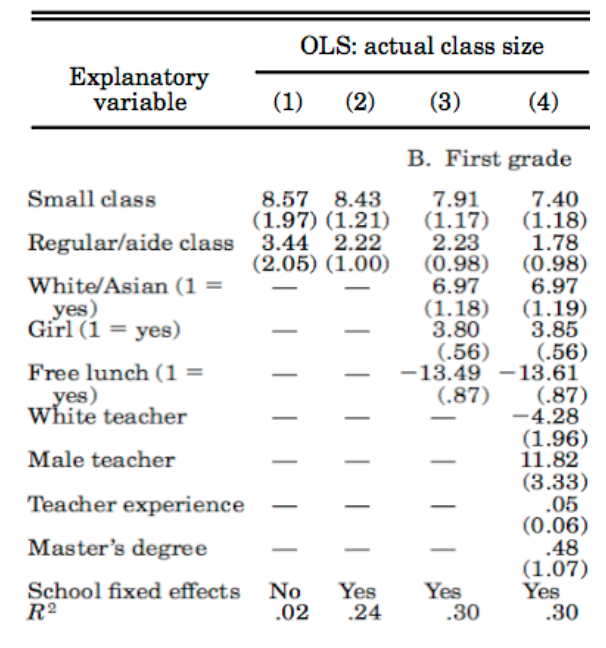 OLS: actual class size
Explanatory
variable (1) (2) (3) (4)
B. First grade
Small class 8.57 8.43 7.91 7.40
(1.97) (1.21) (1.17) (1.18)
Regular/aide class 3.44 2.22 2.23 1.78
(2.05) (1.00) (0.98) (0.98)
White/Asian (1 = — — 6.97 6.97
yes) (1.18) (1.19)
Girl (1 = yes) — — 3.80 3.85
(.56) (.56)
Free lunch (1 = — — −13.49 −13.61
yes) (.87) (.87)
White teacher — — — −4.28
(1.96)
Male teacher — — — 11.82
(3.33)
Teacher experience — — — .05
(0.06)
Master's degree — — — .48
(1.07)
School fixed effects No Yes Yes Yes
R² .02 .24 .30 .30